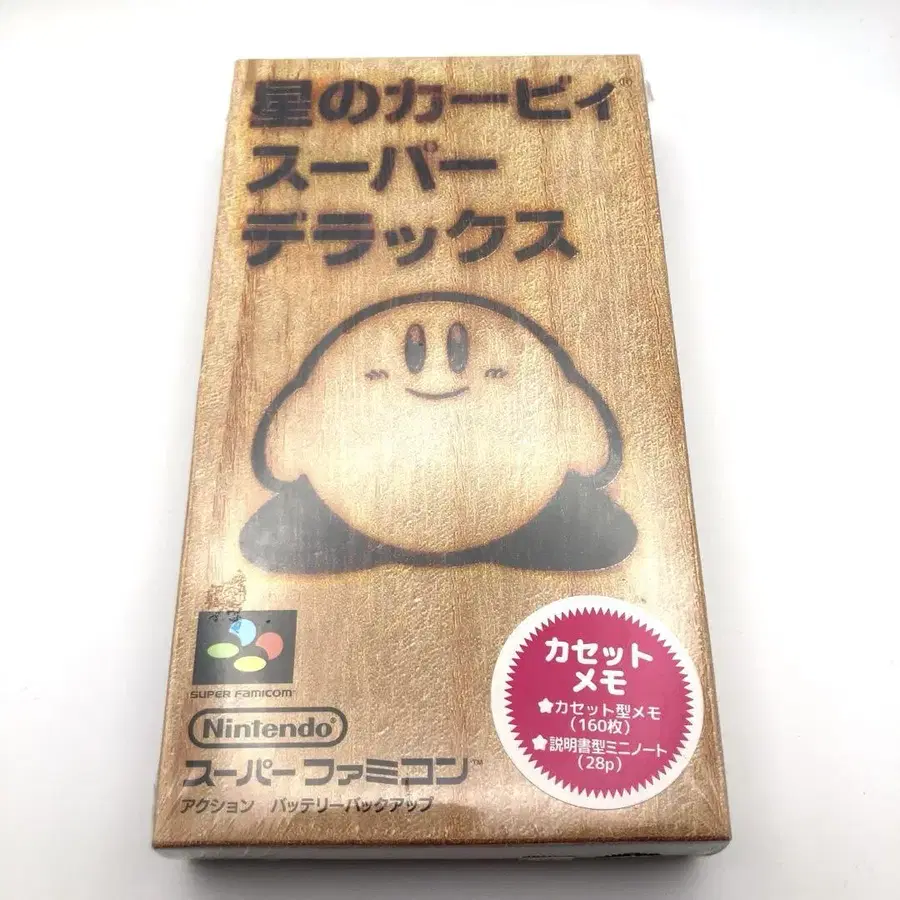 星のカービィ®
スーパー
デラックス
SUPER FAMICOM™
Nintendo®
スーパーファミコン™
アクション バッテリーバックアップ
カセット
メモ
★カセット型メモ
(160枚)
★説明書型ミニノート
(28p)